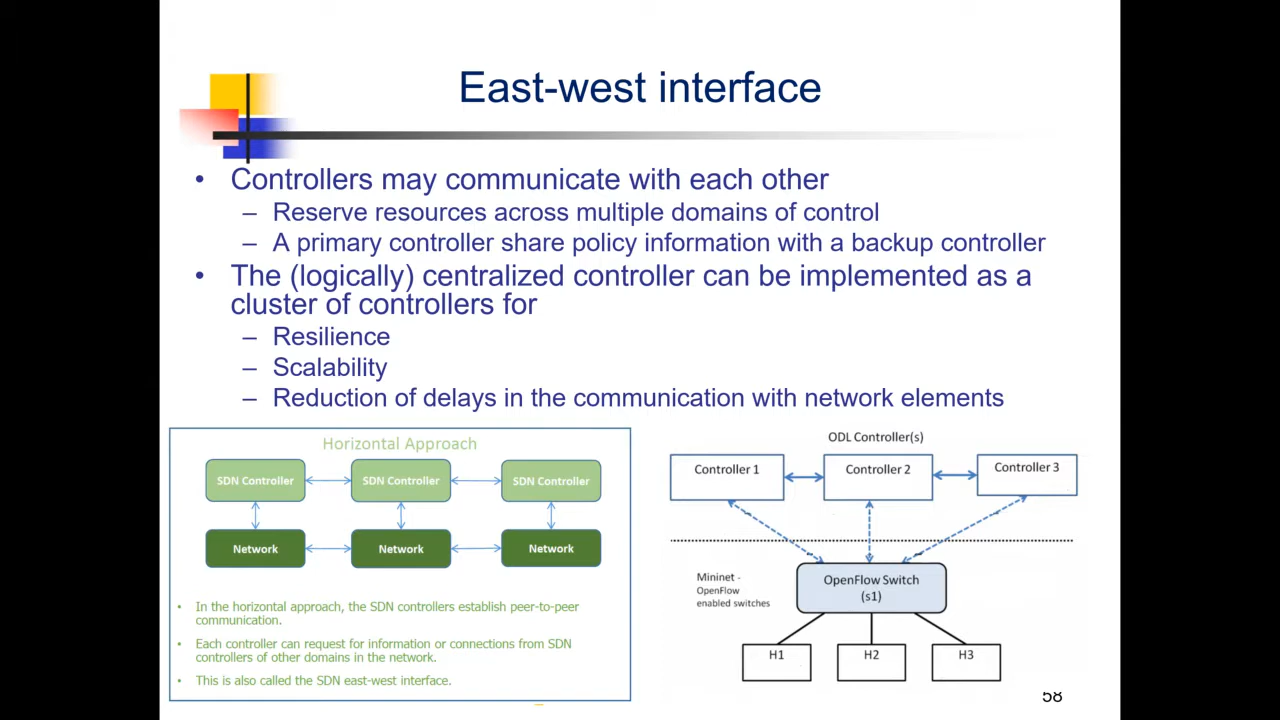 East-west interface
• Controllers may communicate with each other
– Reserve resources across multiple domains of control
– A primary controller share policy information with a backup controller
• The (logically) centralized controller can be implemented as a
cluster of controllers for
– Resilience
– Scalability
– Reduction of delays in the communication with network elements
Horizontal Approach
SDN Controller SDN Controller SDN Controller
Network Network Network
• In the horizontal approach, the SDN controllers establish peer-to-peer
communication.
• Each controller can request for information or connections from SDN
controllers of other domains in the network.
• This is also called the SDN east-west interface.
ODL Controller(s)
Controller 1 Controller 2 Controller 3
Mininet -
OpenFlow
enabled switches
OpenFlow Switch
(s1)
H1 H2 H3
58